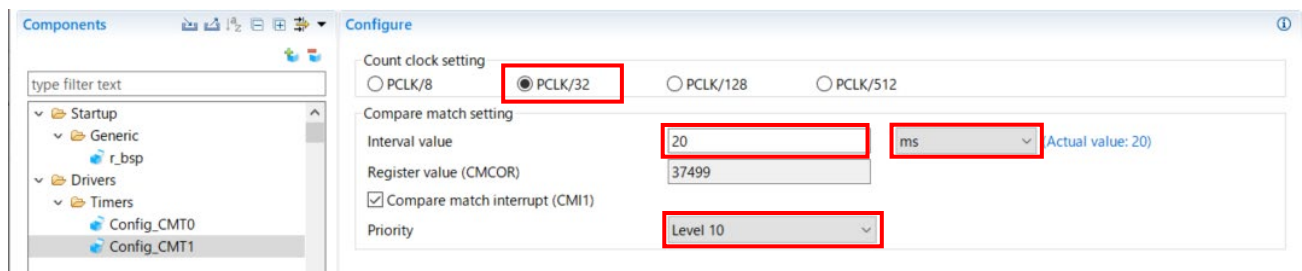 Components
type filter text
Startup
Generic
r_bsp
Drivers
Timers
Config_CMT0
Config_CMT1
Configure
Count clock setting
PCLK/8 PCLK/32 PCLK/128 PCLK/512
Compare match setting
Interval value 20 ms (Actual value: 20)
Register value (CMCOR) 37499
Compare match interrupt (CMI1)
Priority Level 10